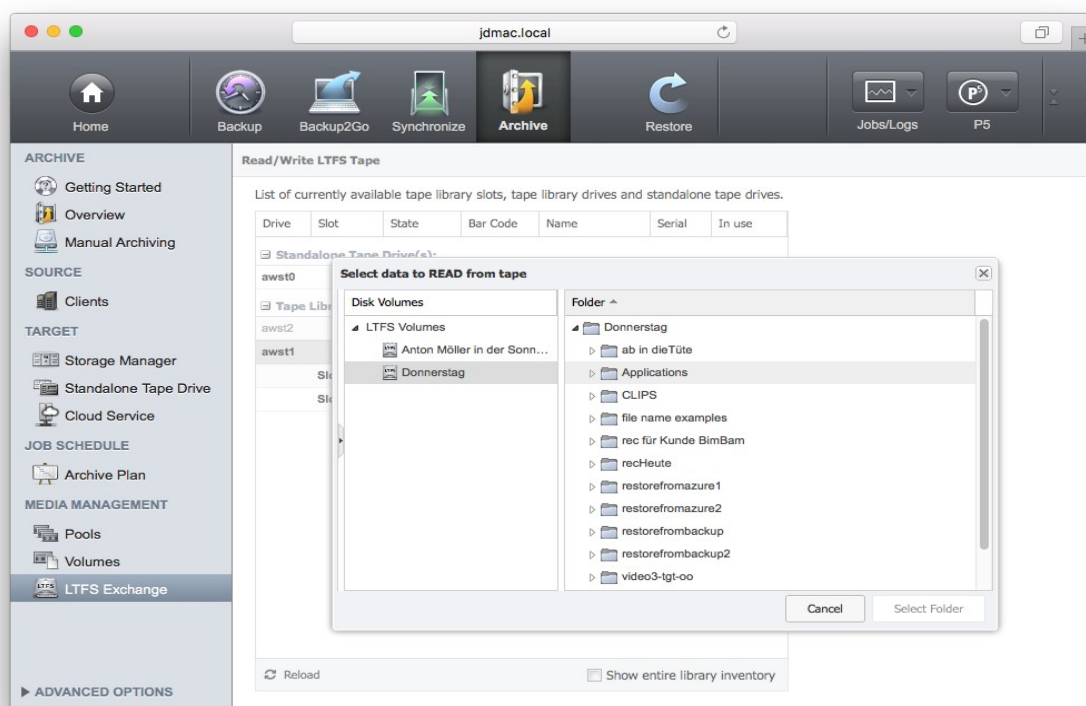 jdmac.local
Home
Backup
Backup2Go
Synchronize
Archive
Restore
Jobs/Logs
P5
ARCHIVE
Getting Started
Overview
Manual Archiving
SOURCE
Clients
TARGET
Storage Manager
Standalone Tape Drive
Cloud Service
JOB SCHEDULE
Archive Plan
MEDIA MANAGEMENT
Pools
Volumes
LTFS Exchange
ADVANCED OPTIONS
Read/Write LTFS Tape
List of currently available tape library slots, tape library drives and standalone tape drives.
Drive Slot State Bar Code Name Serial In use
Standalone Tape Drive(s):
awst0
Tape Libr
awst2
awst1
Slo
Slo
Select data to READ from tape
Disk Volumes
LTFS Volumes
Anton Möller in der Sonn...
Donnerstag
Folder
Donnerstag
ab in dieTüte
Applications
CLIPS
file name examples
rec für Kunde BimBam
recHeute
restorefromazure1
restorefromazure2
restorefrombackup
restorefrombackup2
video3-tgt-oo
Cancel Select Folder
Reload Show entire library inventory